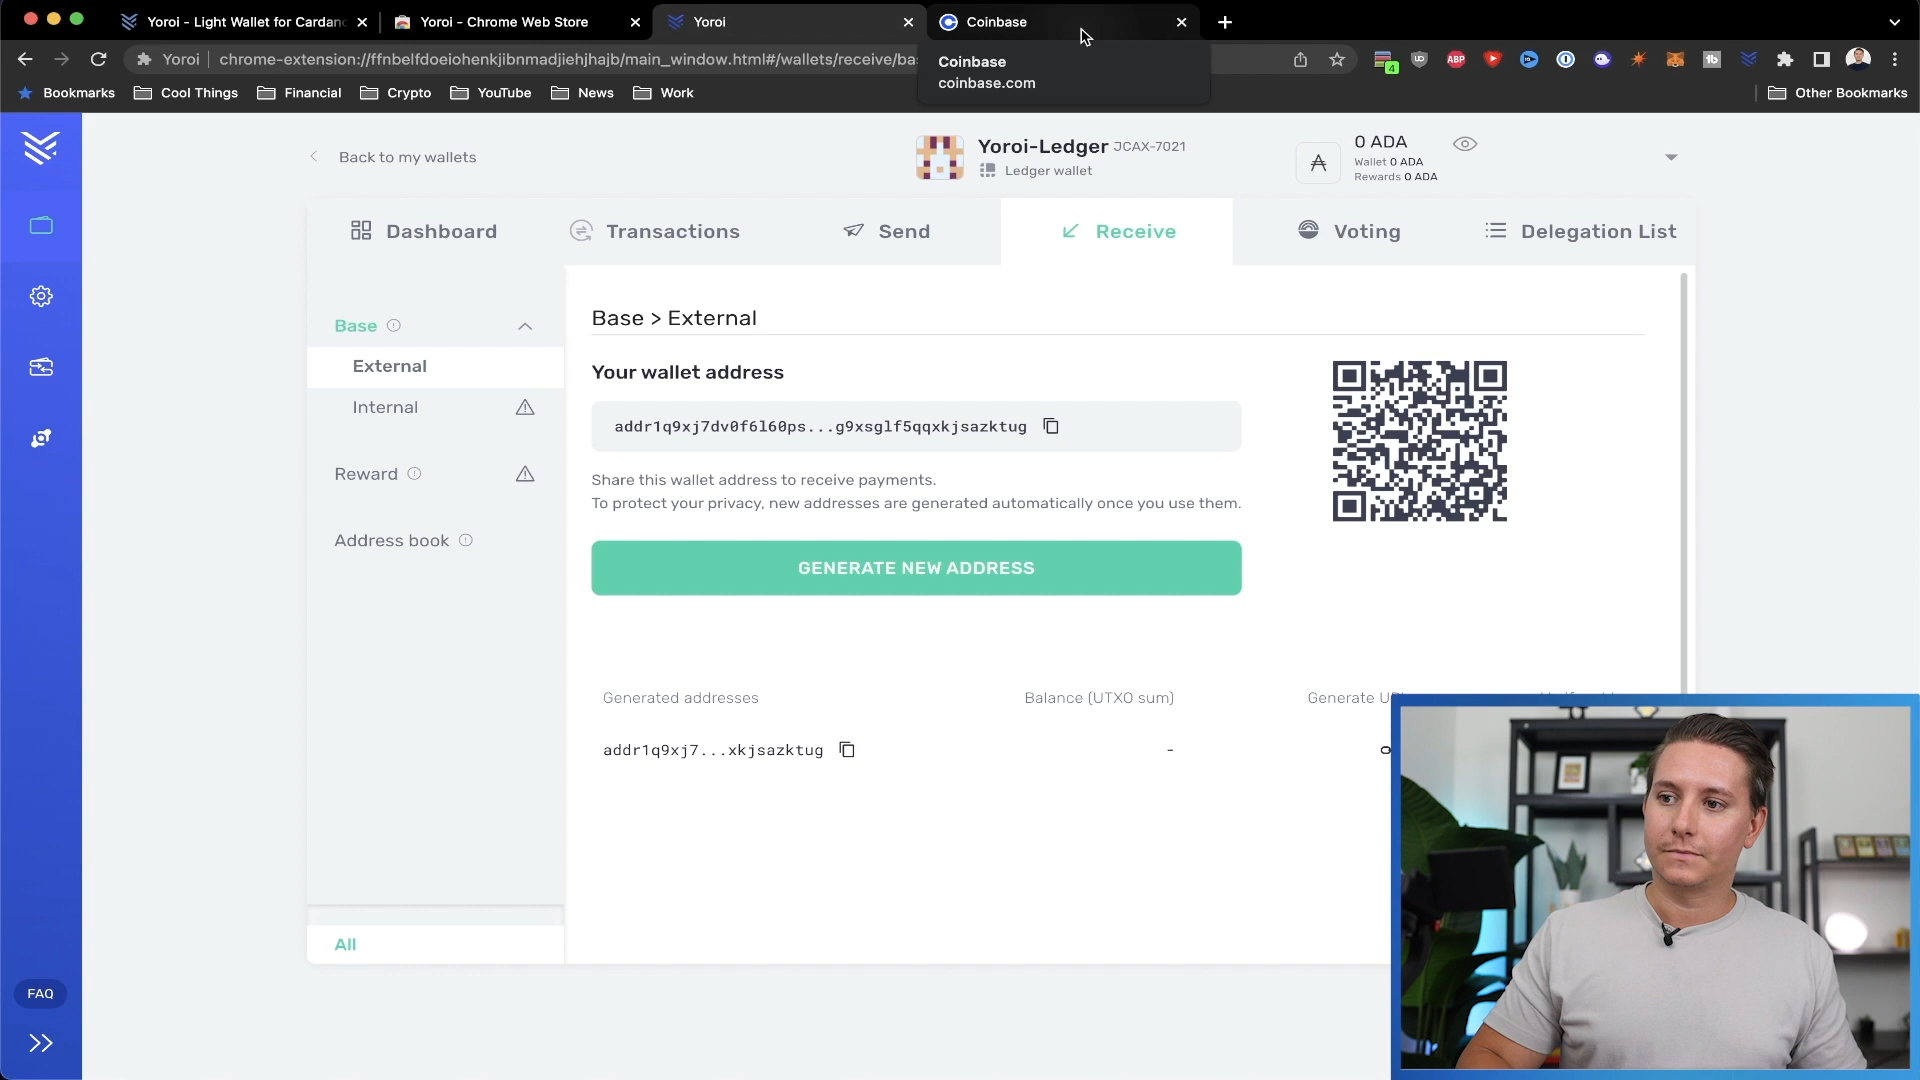 Yoroi - Light Wallet for Cardan
Yoroi - Chrome Web Store
Yoroi
Coinbase
Yoroi
chrome-extension://ffnbelfdoeiohenkjibnmadjiehjhajb/main_window.html#/wallets/receive/ba
4
ABP
Coinbase
coinbase.com
Bookmarks
Cool Things
Financial
Crypto
YouTube
News
Work
Other Bookmarks
Back to my wallets
Yoroi-Ledger JCAX-7021
Ledger wallet
0 ADA
Wallet 0 ADA
Rewards 0 ADA
Dashboard
Transactions
Send
Receive
Voting
Delegation List
Base
External
Internal
Reward
Address book
Base > External
Your wallet address
addr1q9xj7dv0f6l60ps...g9xsglf5qqxkjsazktug
Share this wallet address to receive payments.
To protect your privacy, new addresses are generated automatically once you use them.
GENERATE NEW ADDRESS
Generated addresses
Balance (UTXO sum)
Generate
addr1q9xj7...xkjsazktug
-
All
FAQ